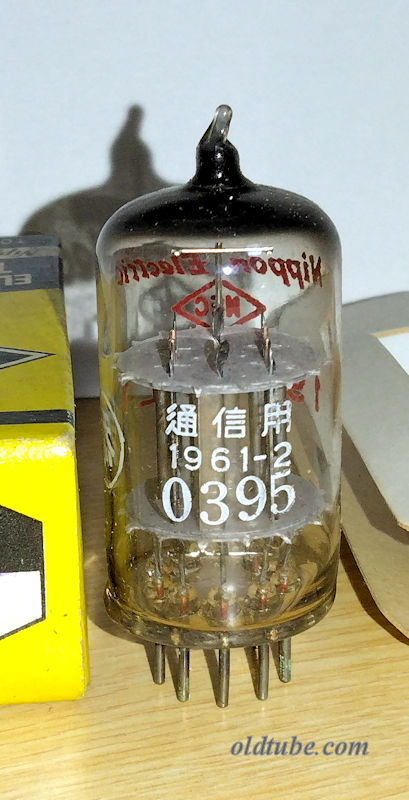 Nippon Electric
NEC
通信用
1961-2
0395
oldtube.com